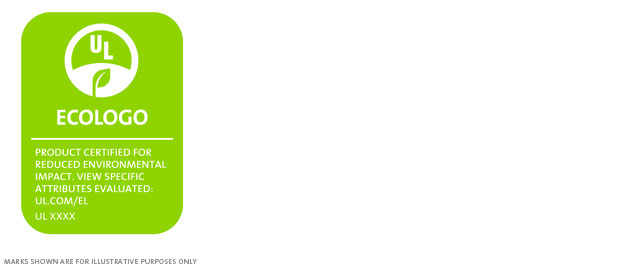 UL
ECOLOGO
PRODUCT CERTIFIED FOR
REDUCED ENVIRONMENTAL
IMPACT. VIEW SPECIFIC
ATTRIBUTES EVALUATED:
UL.COM/EL
UL XXXX
MARKS SHOWN ARE FOR ILLUSTRATIVE PURPOSES ONLY